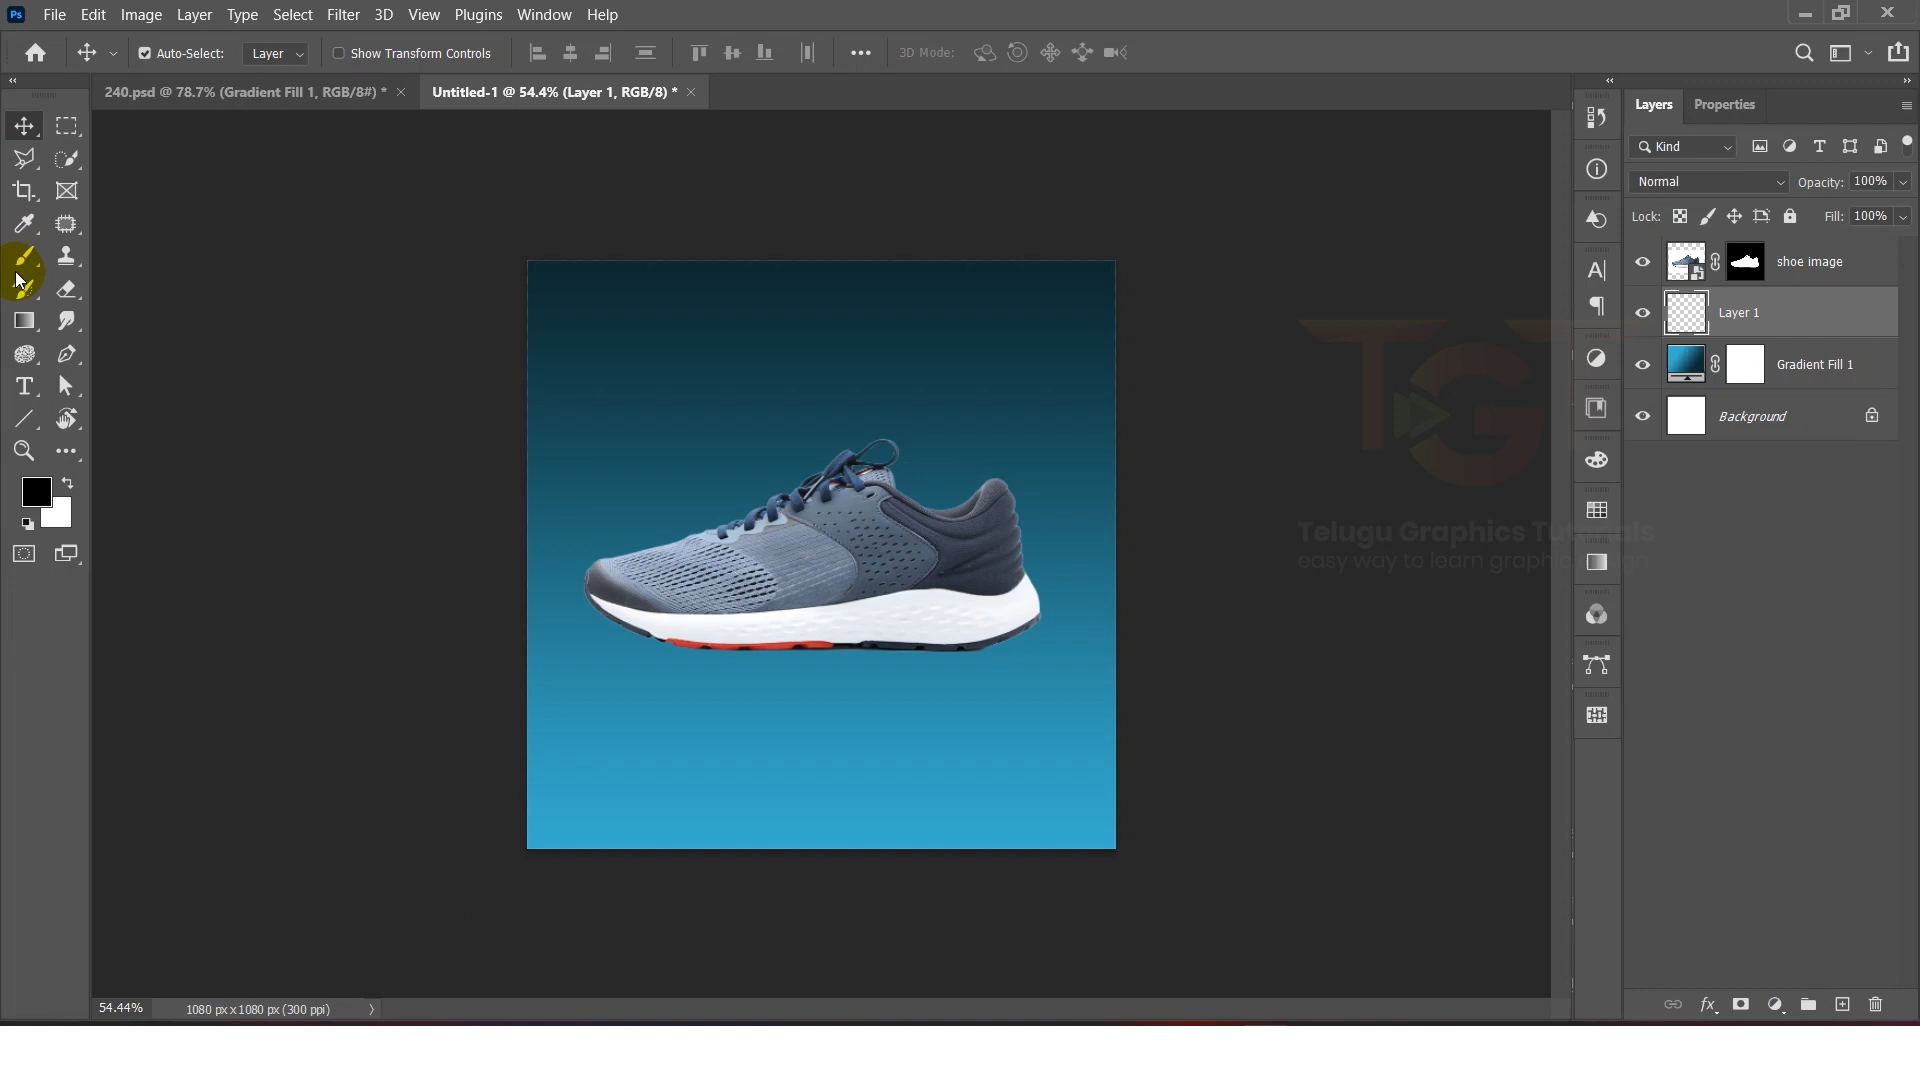 Ps File Edit Image Layer Type Select Filter 3D View Plugins Window Help
Auto-Select: Layer Show Transform Controls 3D Mode:
240.psd @ 78.7% (Gradient Fill 1, RGB/8#) *
Untitled-1 @ 54.4% (Layer 1, RGB/8) *
Layers Properties
Kind
Normal Opacity: 100%
Lock: Fill: 100%
shoe image
Layer 1
Gradient Fill 1
Background
TGT
Telugu Graphics Tutorials
easy way to learn graphic design
54.44% 1080 px x 1080 px (300 ppi)